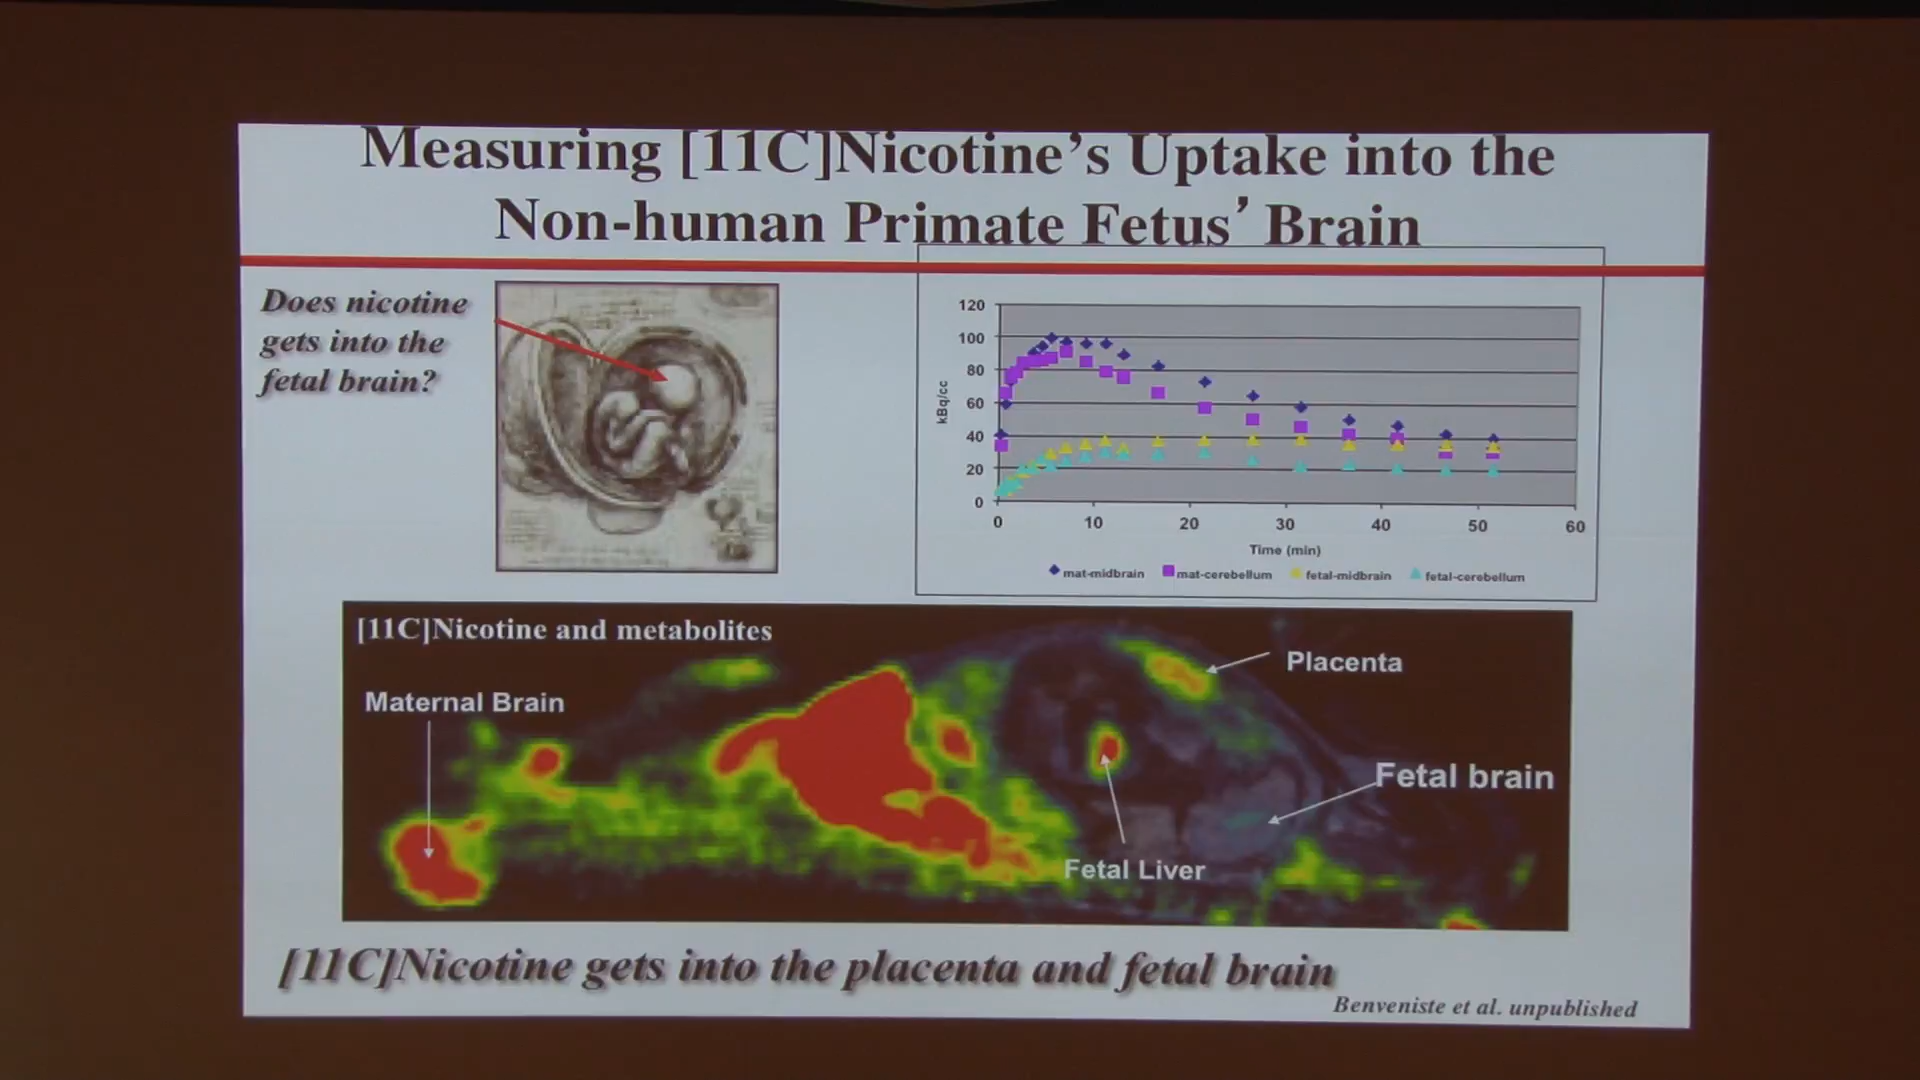 Measuring [11C]Nicotine's Uptake into the
Non-human Primate Fetus' Brain
Does nicotine
gets into the
fetal brain?
120
100
80
60
40
20
0
kBq/cc
0 10 20 30 40 50 60
Time (min)
mat-midbrain mat-cerebellum fetal-midbrain fetal-cerebellum
[11C]Nicotine and metabolites
Maternal Brain
Placenta
Fetal brain
Fetal Liver
[11C]Nicotine gets into the placenta and fetal brain
Benveniste et al. unpublished